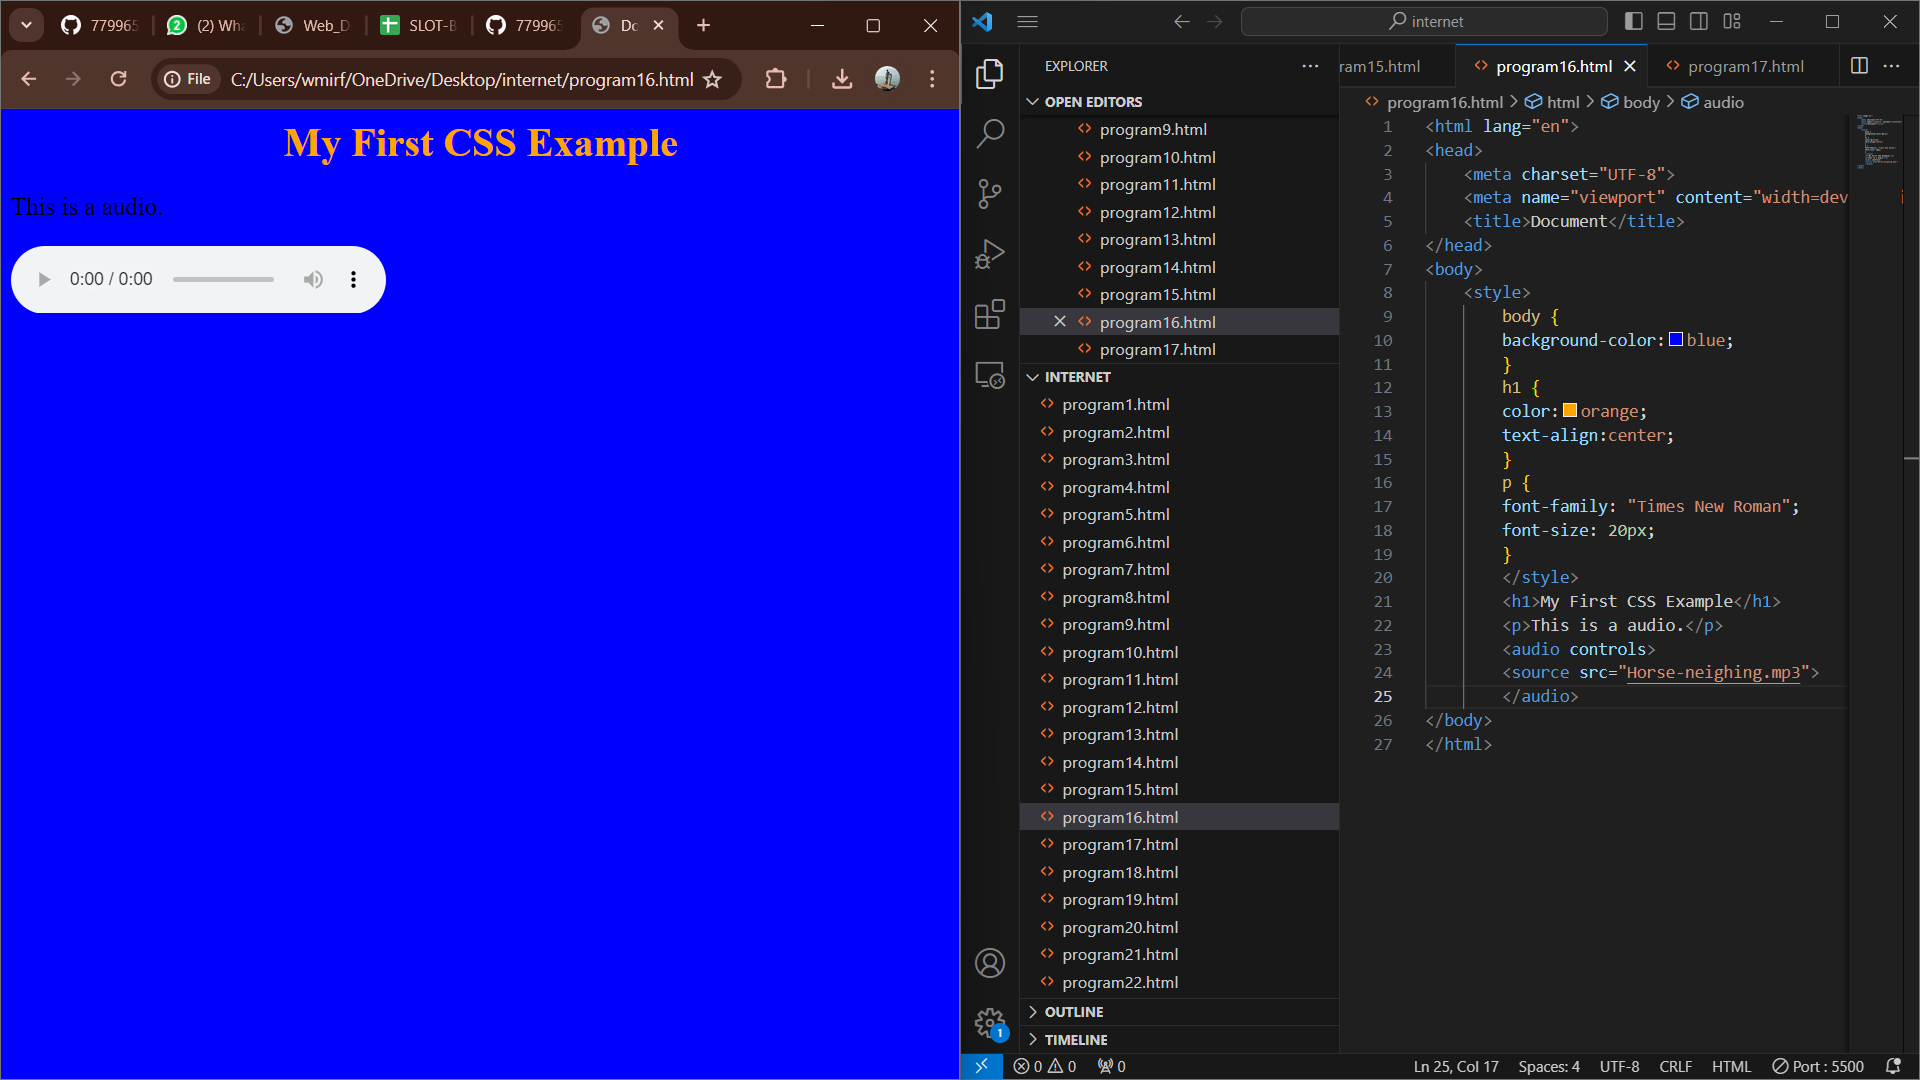 77996
(2) Wha
Web_D
SLOT-B
77996
Do
File
C:/Users/wmirf/OneDrive/Desktop/internet/program16.html
My First CSS Example
This is a audio.
0:00 / 0:00
internet
EXPLORER
OPEN EDITORS
program9.html
program10.html
program11.html
program12.html
program13.html
program14.html
program15.html
program16.html
program17.html
INTERNET
program1.html
program2.html
program3.html
program4.html
program5.html
program6.html
program7.html
program8.html
program9.html
program10.html
program11.html
program12.html
program13.html
program14.html
program15.html
program16.html
program17.html
program18.html
program19.html
program20.html
program21.html
program22.html
OUTLINE
TIMELINE
1
ram15.html
program16.html
program17.html
program16.html > html > body > audio
1 <html lang="en">
2 <head>
3 <meta charset="UTF-8">
4 <meta name="viewport" content="width=dev
5 <title>Document</title>
6 </head>
7 <body>
8 <style>
9 body {
10 background-color: blue;
11 }
12 h1 {
13 color: orange;
14 text-align:center;
15 }
16 p {
17 font-family: "Times New Roman";
18 font-size: 20px;
19 }
20 </style>
21 <h1>My First CSS Example</h1>
22 <p>This is a audio.</p>
23 <audio controls>
24 <source src="Horse-neighing.mp3">
25 </audio>
26 </body>
27 </html>
0 0 0
Ln 25, Col 17
Spaces: 4
UTF-8
CRLF
HTML
Port : 5500